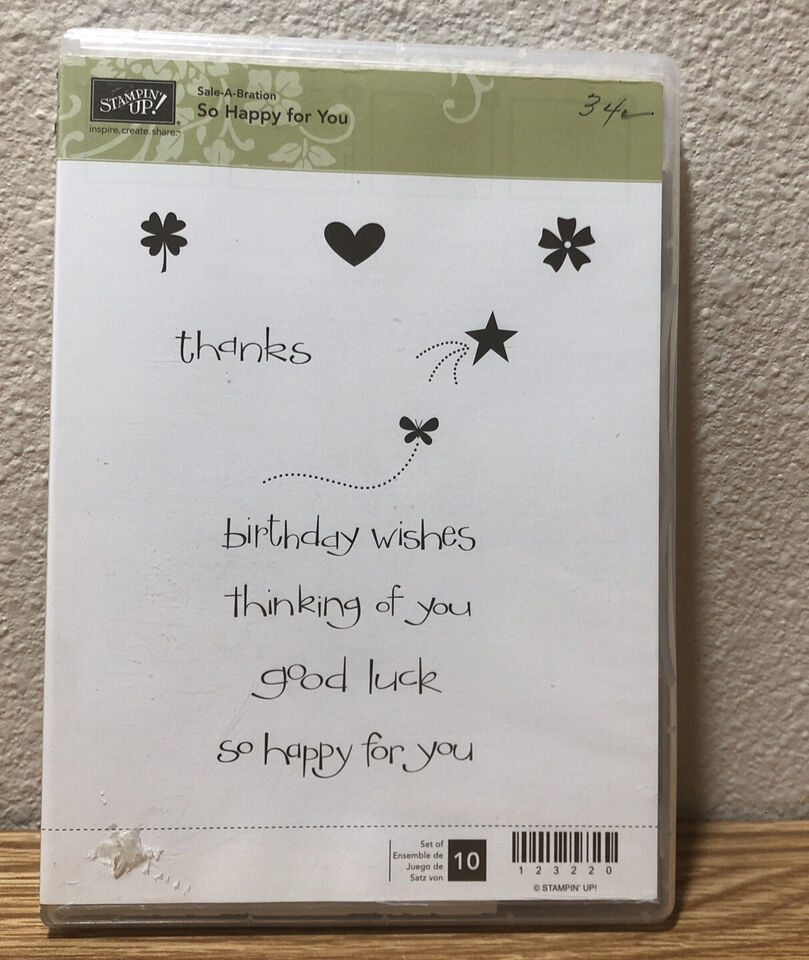 STAMPIN' UP!®
inspire. create. share.™
Sale-A-Bration
So Happy for You
34
thanks
birthday wishes
thinking of you
good luck
so happy for you
Set of
Ensemble de
Juego de
Satz von
10
1 2 3 2 2 0
© STAMPIN' UP!